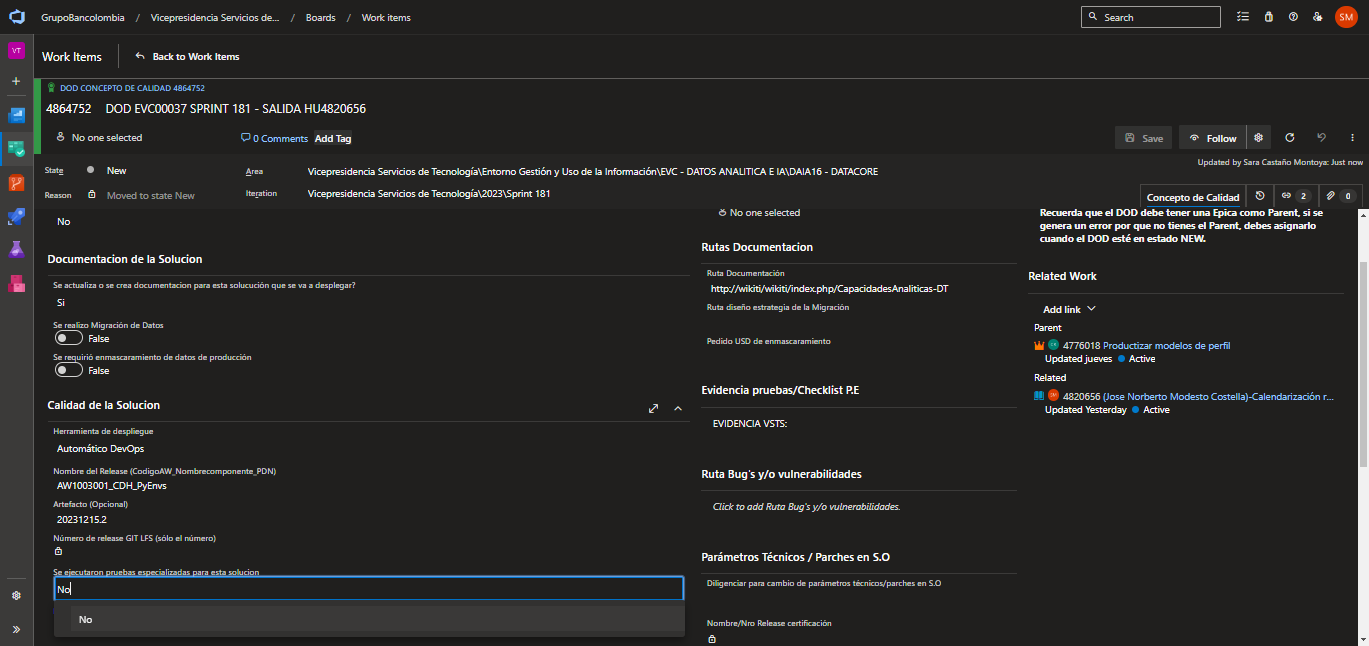 GrupoBancolombia / Vicepresidencia Servicios de... / Boards / Work items
Search
SM
VT
Work Items
Back to Work Items
DOD CONCEPTO DE CALIDAD 4864752
4864752 DOD EVC00037 SPRINT 181 - SALIDA HU4820656
No one selected
0 Comments
Add Tag
Save
Follow
Updated by Sara Castaño Montoya: Just now
State New
Area Vicepresidencia Servicios de Tecnología\Entorno Gestión y Uso de la Información\EVC - DATOS ANALITICA E IA\DAIA16 - DATACORE
Reason Moved to state New
Iteration Vicepresidencia Servicios de Tecnología\2023\Sprint 181
Concepto de Calidad
2
0
No
Documentacion de la Solucion
Se actualiza o se crea documentacion para esta solucución que se va a desplegar?
Si
Se realizo Migración de Datos
False
Se requirió enmascaramiento de datos de producción
False
Calidad de la Solucion
Herramienta de despliegue
Automático DevOps
Nombre del Release (CodigoAW_Nombrecomponente_PDN)
AW1003001_CDH_PyEnvs
Artefacto (Opcional)
20231215.2
Número de release GIT LFS (sólo el número)
Se ejecutaron pruebas especializadas para esta solucion
No
No
No one selected
Rutas Documentacion
Ruta Documentación
http://wikiti/wikiti/index.php/CapacidadesAnaliticas-DT
Ruta diseño estrategia de la Migración
Pedido USD de enmascaramiento
Evidencia pruebas/Checklist P.E
EVIDENCIA VSTS:
Ruta Bug's y/o vulnerabilidades
Click to add Ruta Bug's y/o vulnerabilidades.
Parámetros Técnicos / Parches en S.O
Diligenciar para cambio de parámetros técnicos/parches en S.O
Nombre/Nro Release certificación
Recuerda que el DOD debe tener una Epica como Parent, si se
genera un error por que no tienes el Parent, debes asignarlo
cuando el DOD esté en estado NEW.
Related Work
Add link
Parent
4776018 Productizar modelos de perfil
Updated jueves Active
Related
SM 4820656 (Jose Norberto Modesto Costella)-Calendarización r...
Updated Yesterday Active